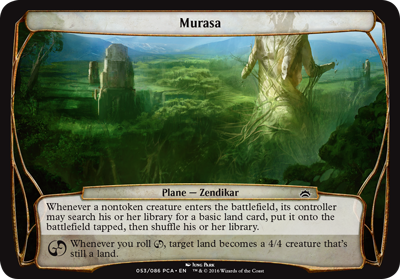 Murasa
Plane — Zendikar
Whenever a nontoken creature enters the battlefield, its controller
may search his or her library for a basic land card, put it onto the
battlefield tapped, then shuffle his or her library.
Whenever you roll , target land becomes a 4/4 creature that's
still a land.
Jung Park
053/086 PCA • EN ™ & © 2016 Wizards of the Coast